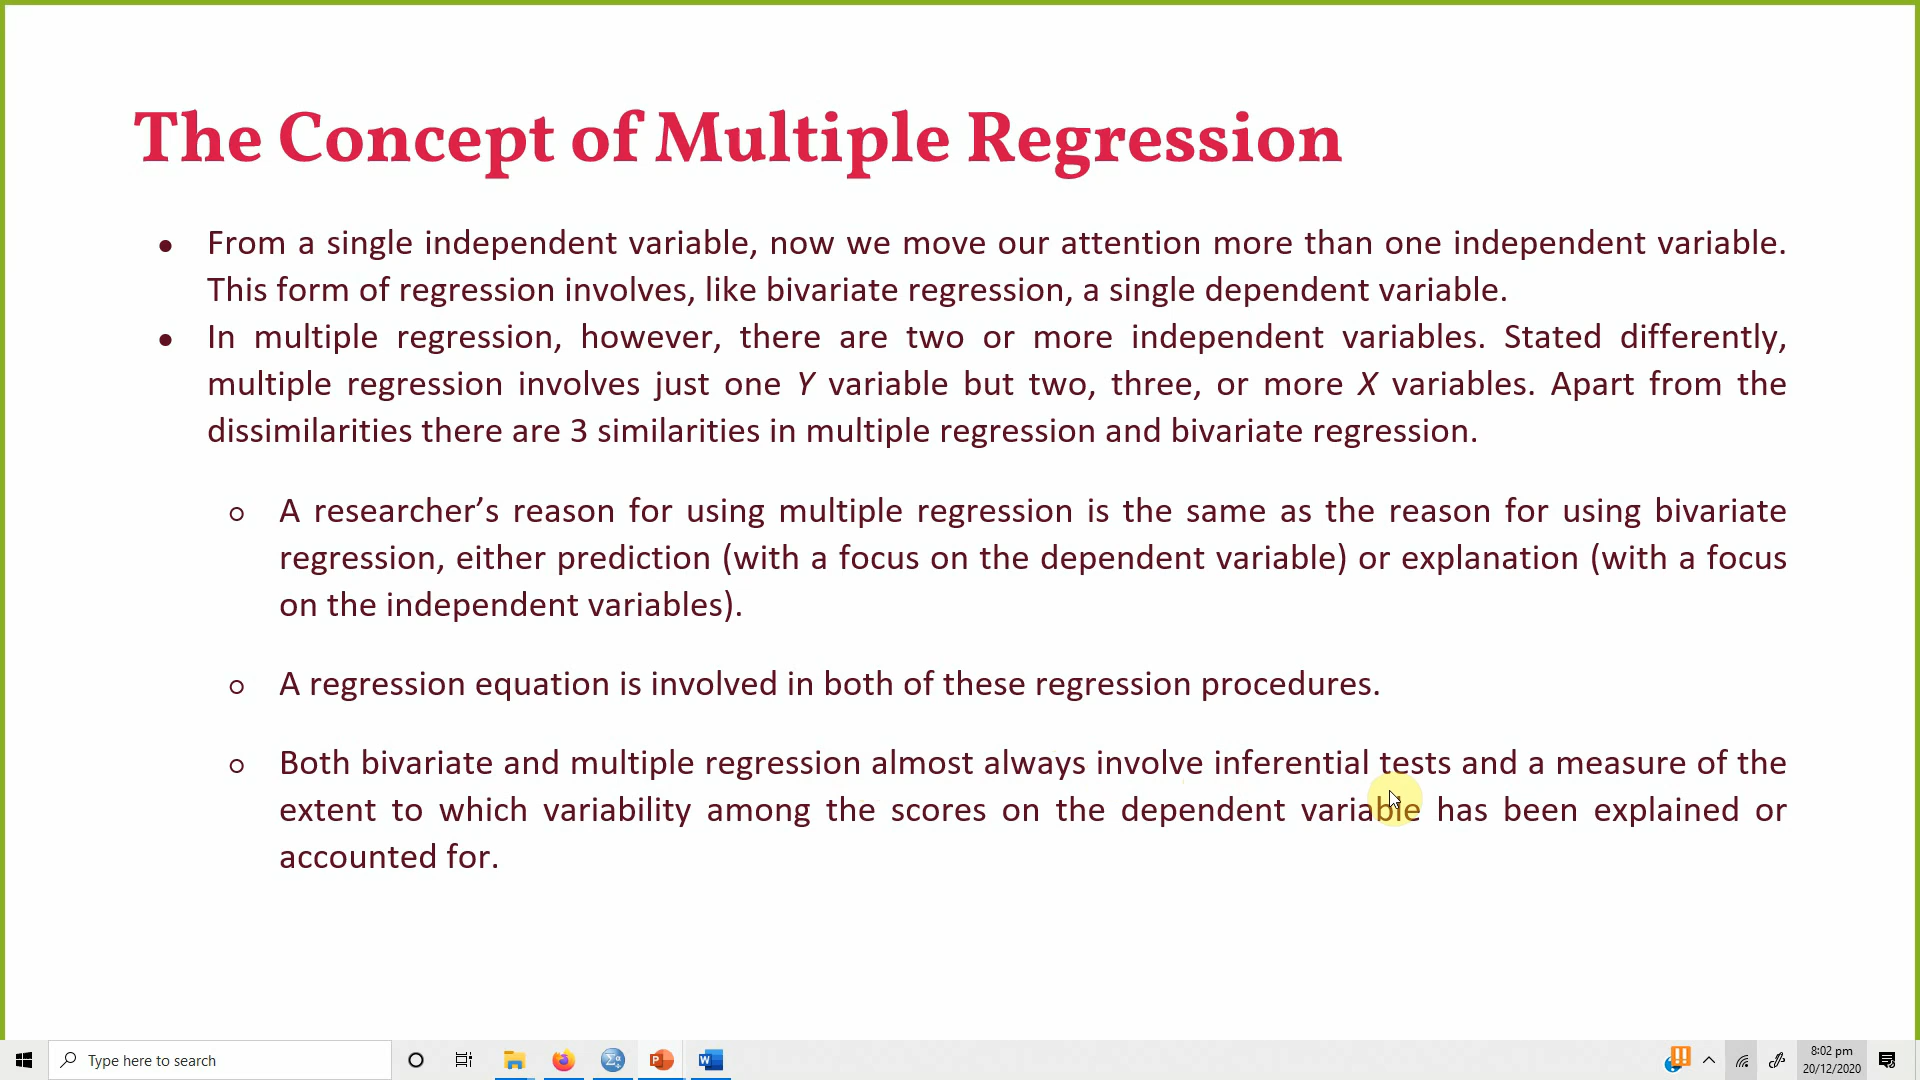 The Concept of Multiple Regression
● From a single independent variable, now we move our attention more than one independent variable.
This form of regression involves, like bivariate regression, a single dependent variable.
● In multiple regression, however, there are two or more independent variables. Stated differently,
multiple regression involves just one Y variable but two, three, or more X variables. Apart from the
dissimilarities there are 3 similarities in multiple regression and bivariate regression.
○ A researcher’s reason for using multiple regression is the same as the reason for using bivariate
regression, either prediction (with a focus on the dependent variable) or explanation (with a focus
on the independent variables).
○ A regression equation is involved in both of these regression procedures.
○ Both bivariate and multiple regression almost always involve inferential tests and a measure of the
extent to which variability among the scores on the dependent variable has been explained or
accounted for.
Type here to search
8:02 pm
20/12/2020